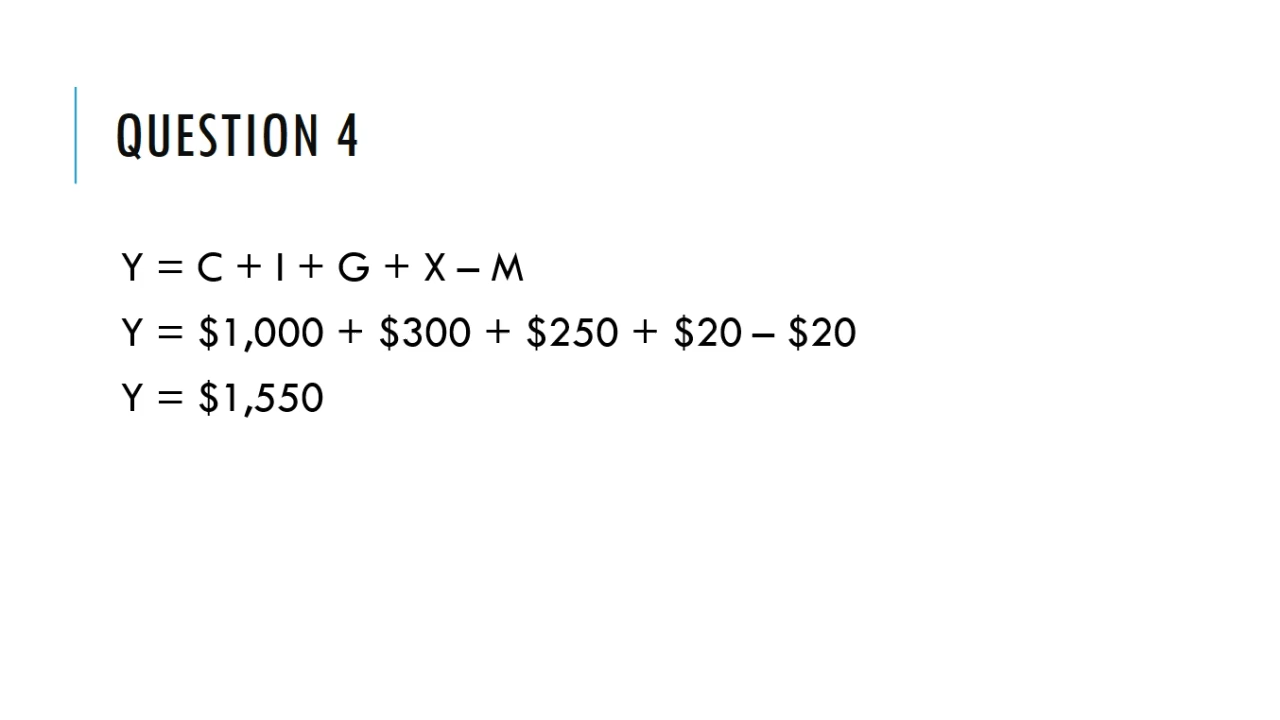 QUESTION 4
Y = C + I + G + X – M
Y = $1,000 + $300 + $250 + $20 – $20
Y = $1,550